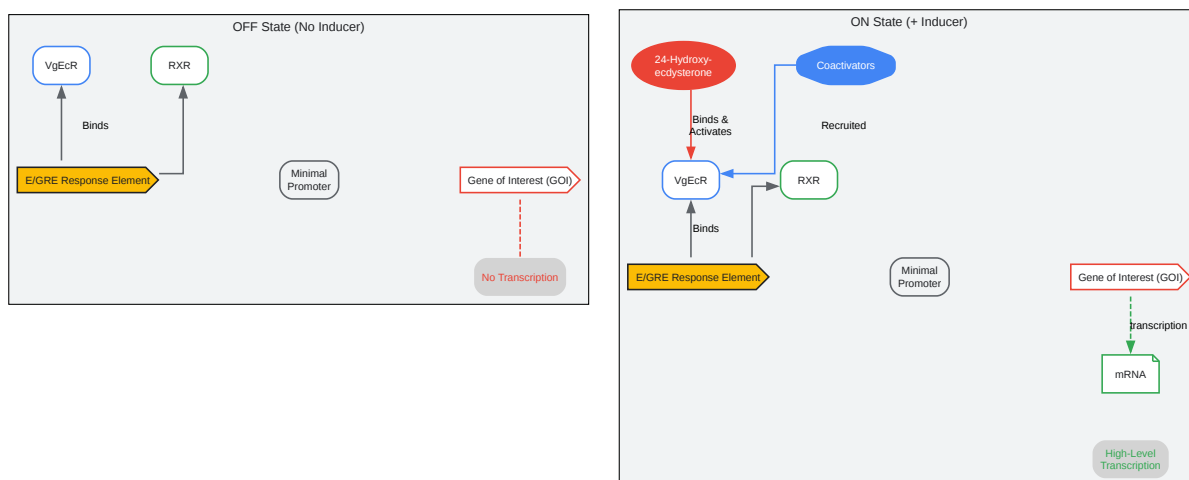 OFF State (No Inducer)
VgEcR
RXR
Binds
E/GRE Response Element
Minimal
Promoter
Gene of Interest (GOI)
No Transcription
ON State (+ Inducer)
24-Hydroxy-
ecdysterone
Coactivators
Binds &
Activates
Recruited
VgEcR
RXR
Binds
E/GRE Response Element
Minimal
Promoter
Gene of Interest (GOI)
transcription
mRNA
High-Level
Transcription